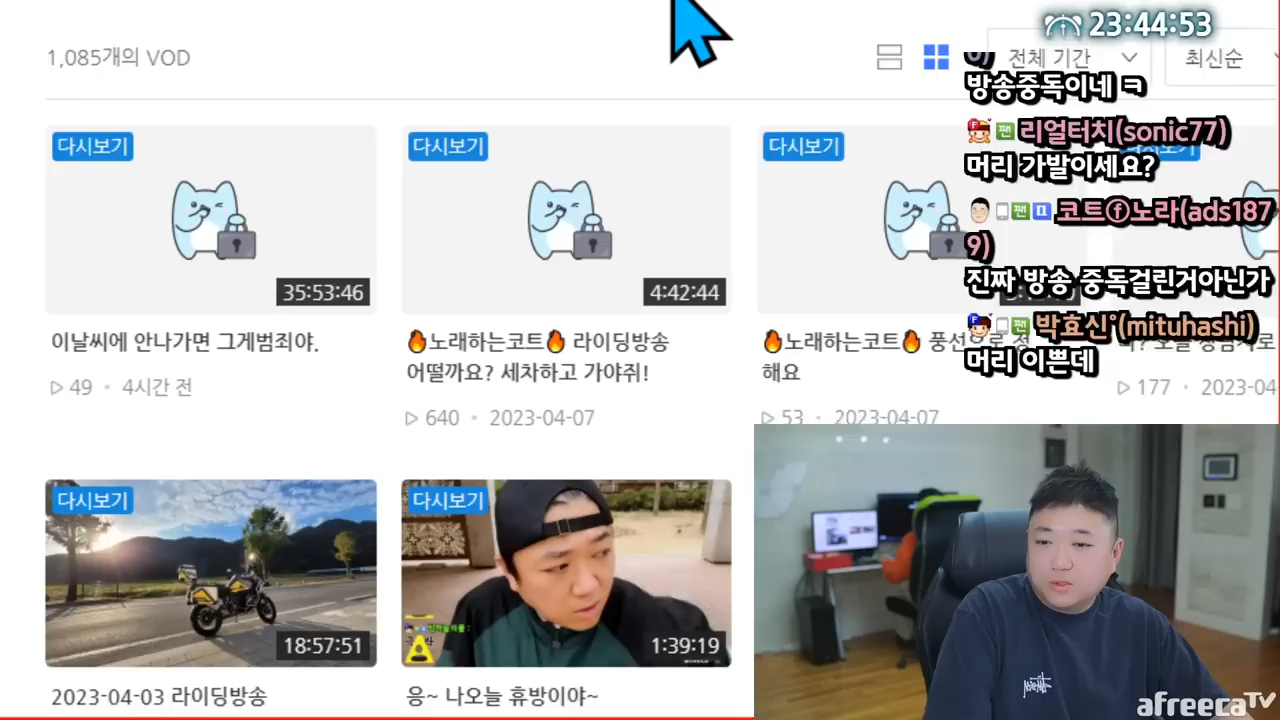 23:44:53
1,085개의 VOD
전체 기간
최신순
방송중독이네 ㅋ
리얼터치(sonic77)
머리 가발이세요?
코트ⓕ노라(ads187
9)
진짜 방송 중독걸린거아닌가
박효신˚(mituhashi)
머리 이쁜데
다시보기
35:53:46
이날씨에 안나가면 그게범죄야.
49 · 4시간 전
다시보기
4:42:44
🔥노래하는코트🔥 라이딩방송
어떨까요? 세차하고 가야쥐!
640 · 2023-04-07
다시보기
🔥노래하는코트🔥 풍선으로
해요
53 · 2023-04-07
다시보기
177 · 2023-04
다시보기
18:57:51
2023-04-03 라이딩방송
다시보기
1:39:19
응~ 나오늘 휴방이야~
afreecaTV